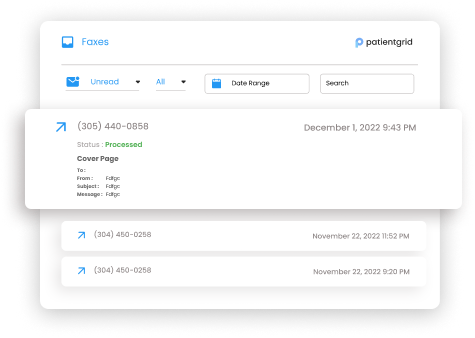 Faxes
patientgrid
Unread All Date Range Search
(305) 440-0858 December 1, 2022 9:43 PM
Status : Processed
Cover Page
To :
From : Fdfgc
Subject : Fdfgc
Message : Fdfgc
(304) 450-0258 November 22, 2022 11:52 PM
(304) 450-0258 November 22, 2022 9:20 PM